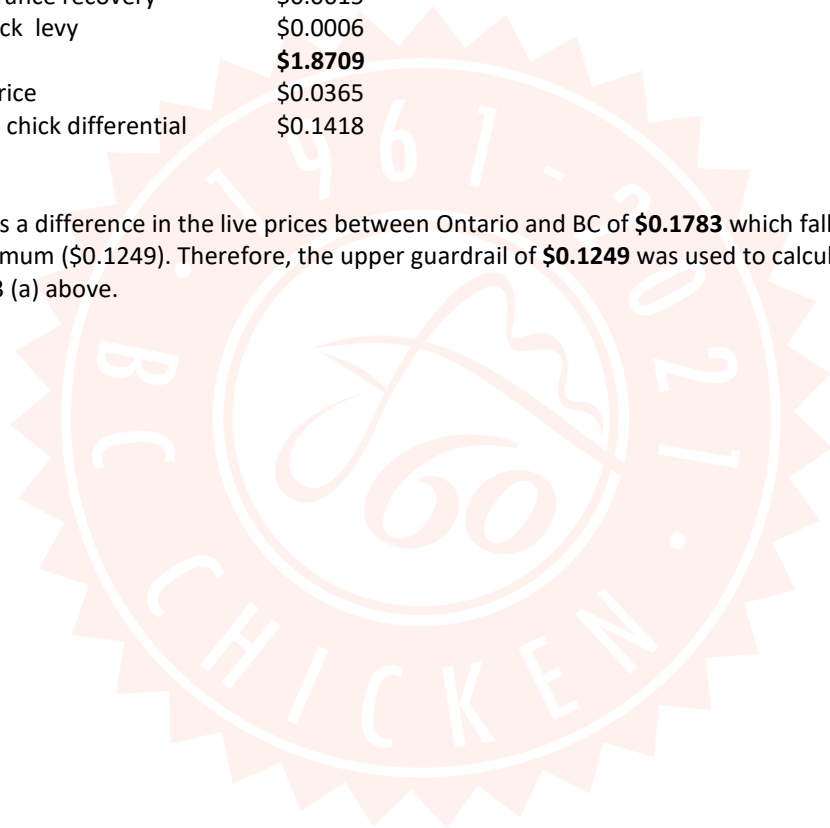 ck levy $0.0006
$1.8709
rice $0.0365
chick differential $0.1418
s a difference in the live prices between Ontario and BC of $0.1783 which fall
mum ($0.1249). Therefore, the upper guardrail of $0.1249 was used to calcul
(a) above.
1961-2021
60
BC CHICKEN